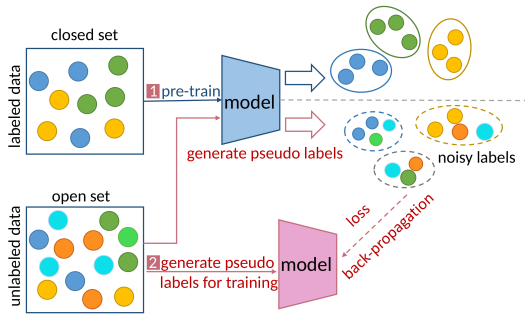 closed set
labeled data
1 pre-train
model
generate pseudo labels
noisy labels
open set
unlabeled data
2 generate pseudo
labels for training
model
loss
back-propagation